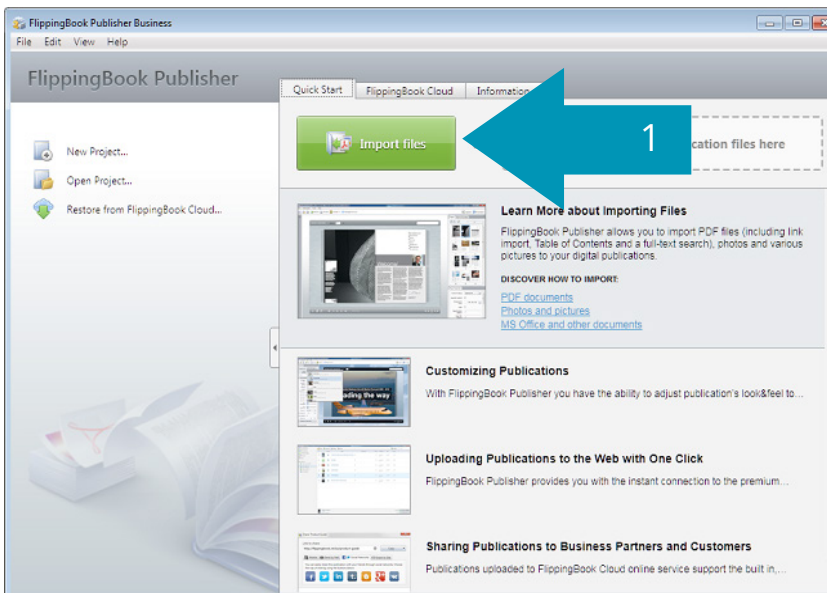 FlippingBook Publisher Business
File Edit View Help
FlippingBook Publisher
Quick Start FlippingBook Cloud Information
Import files
1
cation files here
New Project...
Open Project...
Restore from FlippingBook Cloud...
Learn More about Importing Files
FlippingBook Publisher allows you to import PDF files (including link
import, Table of Contents and a full-text search), photos and various
pictures to your digital publications.
DISCOVER HOW TO IMPORT:
PDF documents
Photos and pictures
MS Office and other documents
Customizing Publications
With FlippingBook Publisher you have the ability to adjust publication's look&feel to...
ading the way
Uploading Publications to the Web with One Click
FlippingBook Publisher provides you with the instant connection to the premium...
Sharing Publications to Business Partners and Customers
Publications uploaded to FlippingBook Cloud online service support the built in,...